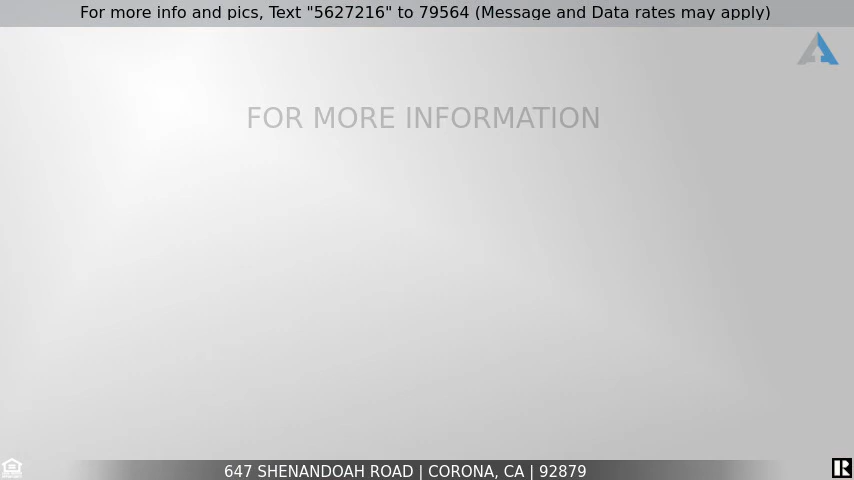 For more info and pics, Text "5627216" to 79564 (Message and Data rates may apply)
FOR MORE INFORMATION
647 SHENANDOAH ROAD | CORONA, CA | 92879